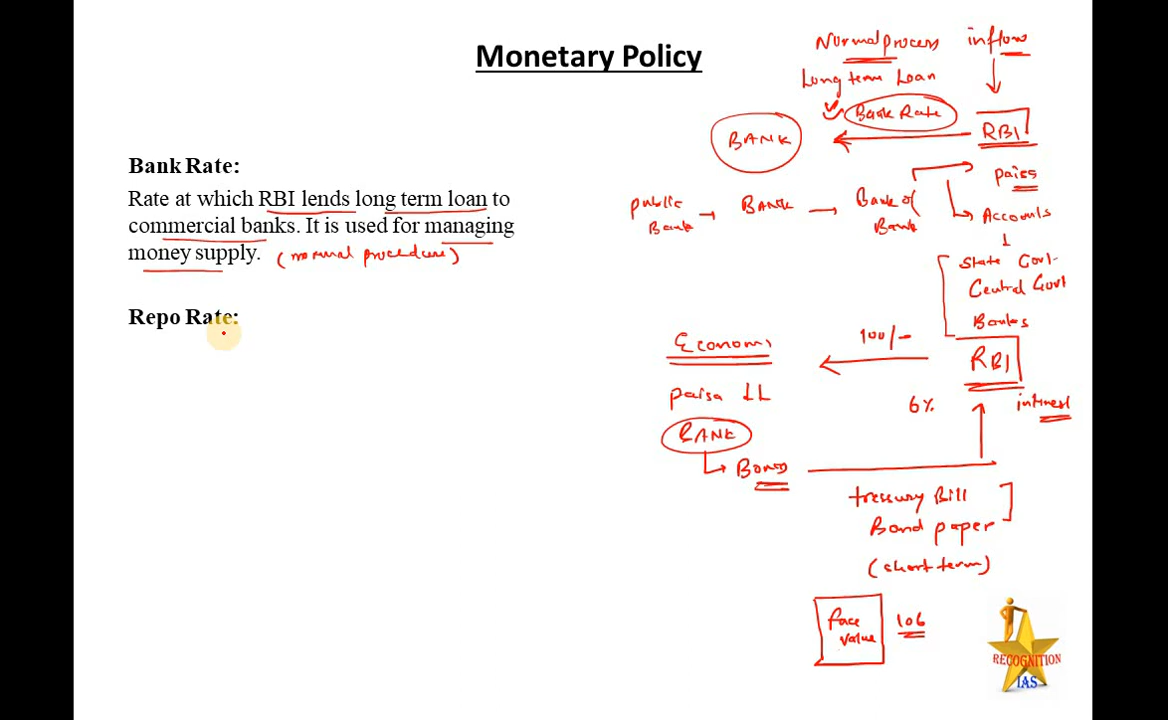 Monetary Policy
Normal process
inflow
Long term Loan
Bank Rate
BANK
RBI
Bank Rate:
Rate at which RBI lends long term loan to
commercial banks. It is used for managing
money supply. (normal procedure)
paise
public
Bank
BANK
Bank of
Bank
Accounts
State Govt
Central Govt
Banks
Repo Rate:
Economy
100/-
RBI
paisa
6%
interest
BANK
Bonds
tressury Bill
Bond paper
(short term)
face
value
106
RECOGNITION
IAS